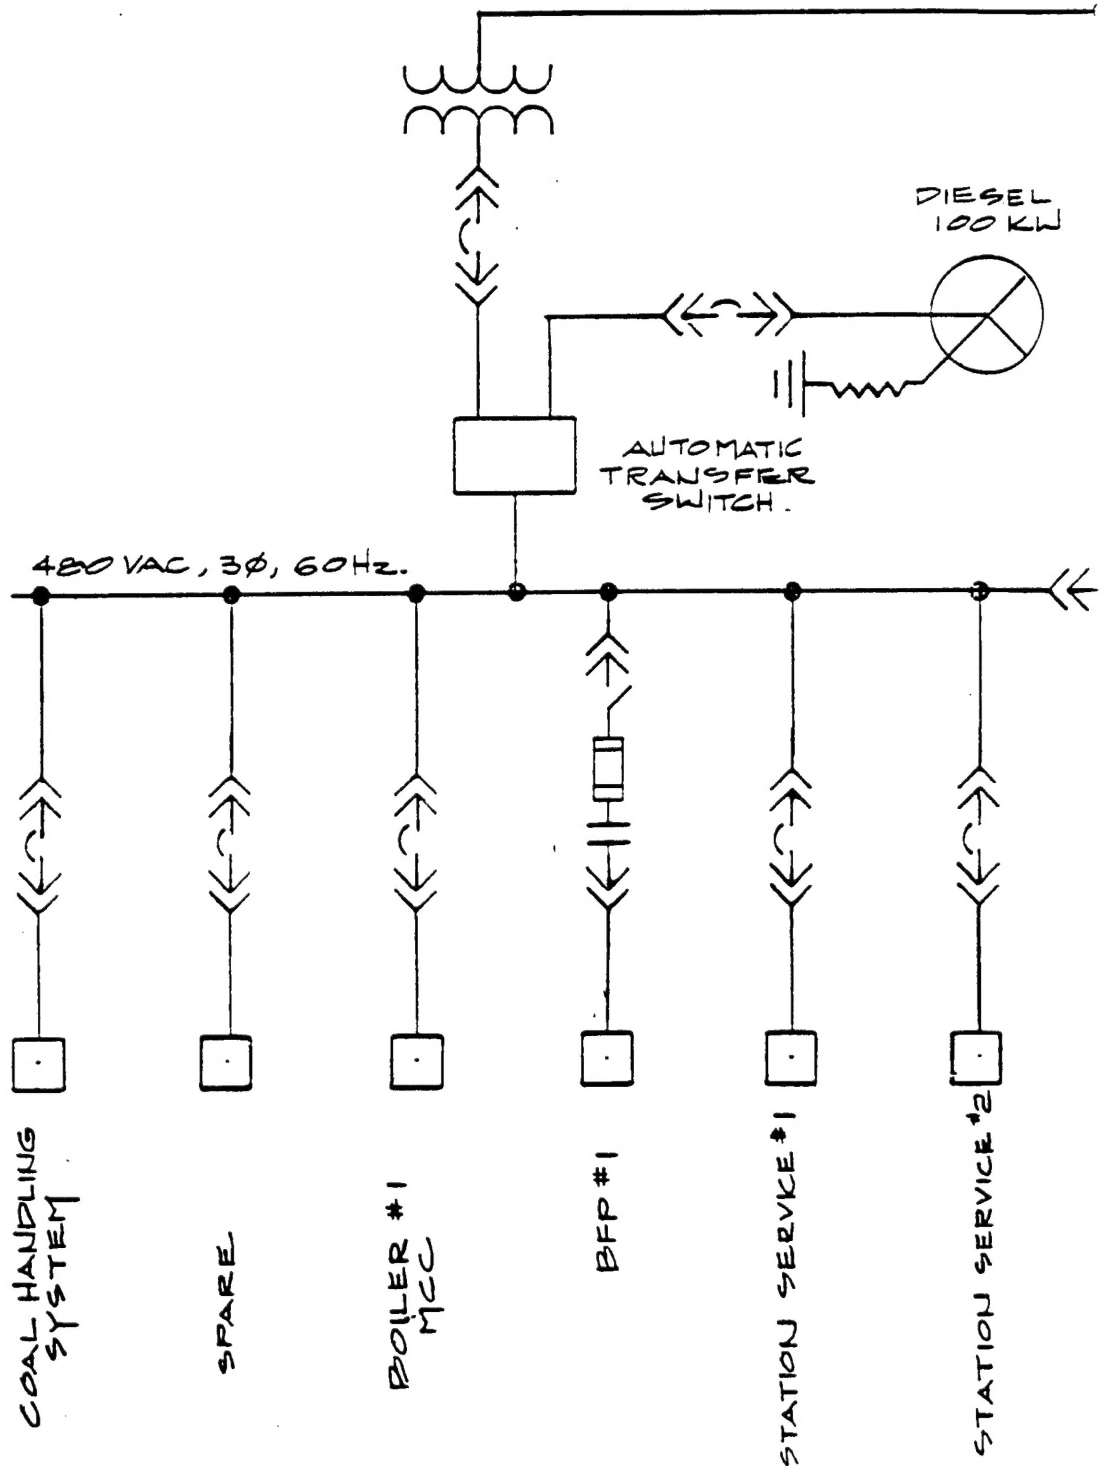 DIESEL
100 KW
AUTOMATIC
TRANSFER
SWITCH.
480 VAC, 3Ø, 60Hz.
COAL HANDLING
SYSTEM
SPARE
BOILER #1
MCC
BFP #1
STATION SERVICE #1
STATION SERVICE #2